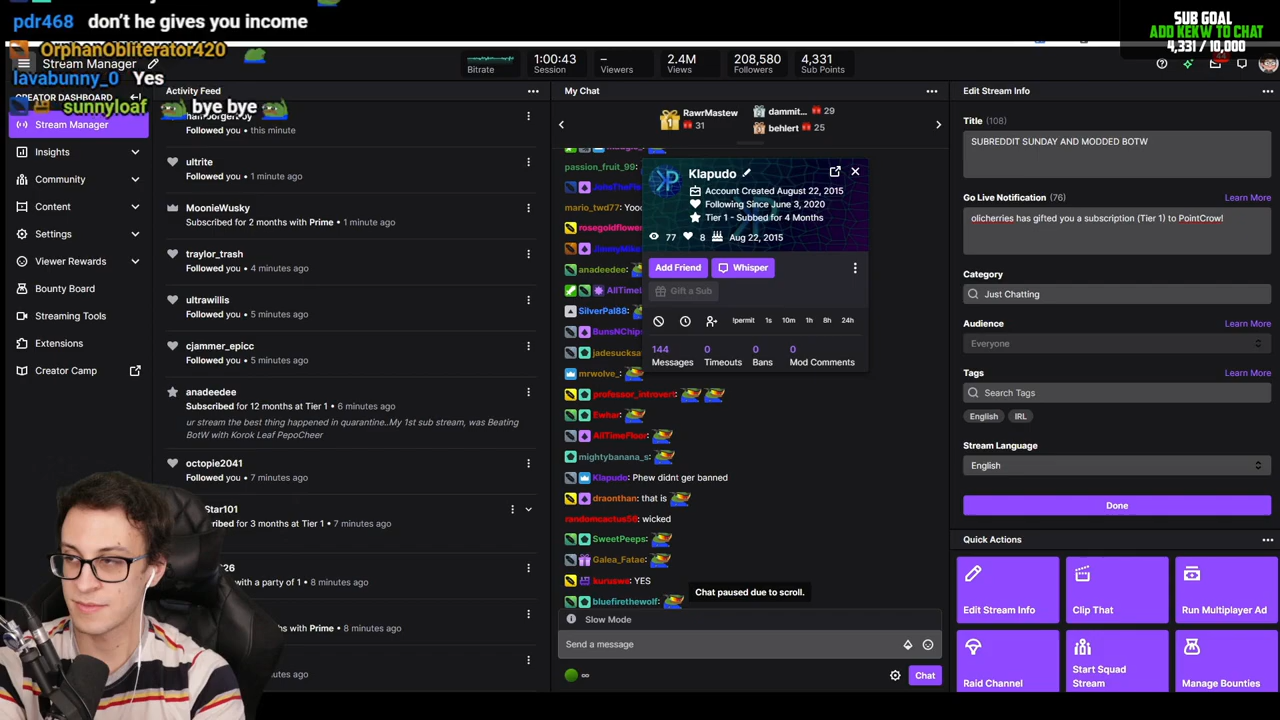 pdr468 don't he gives you income
OrphanObliterator420
lavabunny_0 Yes
sunnyloaf bye bye
SUB GOAL
ADD KEKW TO CHAT
4,331 / 10,000
Stream Manager
Bitrate
1:00:43
Session
–
Viewers
2.4M
Views
208,580
Followers
4,331
Sub Points
CREATOR DASHBOARD
Stream Manager
Insights
Community
Content
Settings
Viewer Rewards
Bounty Board
Streaming Tools
Extensions
Creator Camp
Activity Feed
Followed you • this minute
ultrite
Followed you • 1 minute ago
MoonieWusky
Subscribed for 2 months with Prime • 1 minute ago
traylor_trash
Followed you • 4 minutes ago
ultrawillis
Followed you • 5 minutes ago
cjammer_epicc
Followed you • 5 minutes ago
anadeedee
Subscribed for 12 months at Tier 1 • 6 minutes ago
ur stream the best thing happened in quarantine..My 1st sub stream, was Beating
BotW with Korok Leaf PepoCheer
octopie2041
Followed you • 7 minutes ago
Star101
for 3 months at Tier 1 • 7 minutes ago
with a party of 1 • 8 minutes ago
with Prime • 8 minutes ago
ago
My Chat
RawrMastew
31
dammit... 29
behlert 25
passion_fruit_99:
mario_twd77: Yooo
rosegoldflower
anadeedee:
AllTimeF
SilverPal88:
BunsNChip
jadesucksa
mrwolve_:
professor_introvert:
Ewhar:
AllTimeFloor:
mightybanana_s:
Klapudo: Phew didnt ger banned
draonthan: that is
randomcactus56: wicked
SweetPeeps:
Galea_Fatae:
kuruswe: YES
bluefirethewolf:
Klapudo
Account Created August 22, 2015
Following Since June 3, 2020
Tier 1 - Subbed for 4 Months
77 8 Aug 22, 2015
Add Friend
Whisper
Gift a Sub
!permit 1s 10m 1h 8h 24h
144
Messages
0
Timeouts
0
Bans
0
Mod Comments
Chat paused due to scroll.
Slow Mode
Send a message
Chat
Edit Stream Info
Title (108)
SUBREDDIT SUNDAY AND MODDED BOTW
Go Live Notification (76)
Learn More
olicherries has gifted you a subscription (Tier 1) to PointCrow!
Category
Just Chatting
Audience
Learn More
Everyone
Tags
Learn More
Search Tags
English
IRL
Stream Language
English
Done
Quick Actions
Edit Stream Info
Clip That
Run Multiplayer Ad
Raid Channel
Start Squad
Stream
Manage Bounties